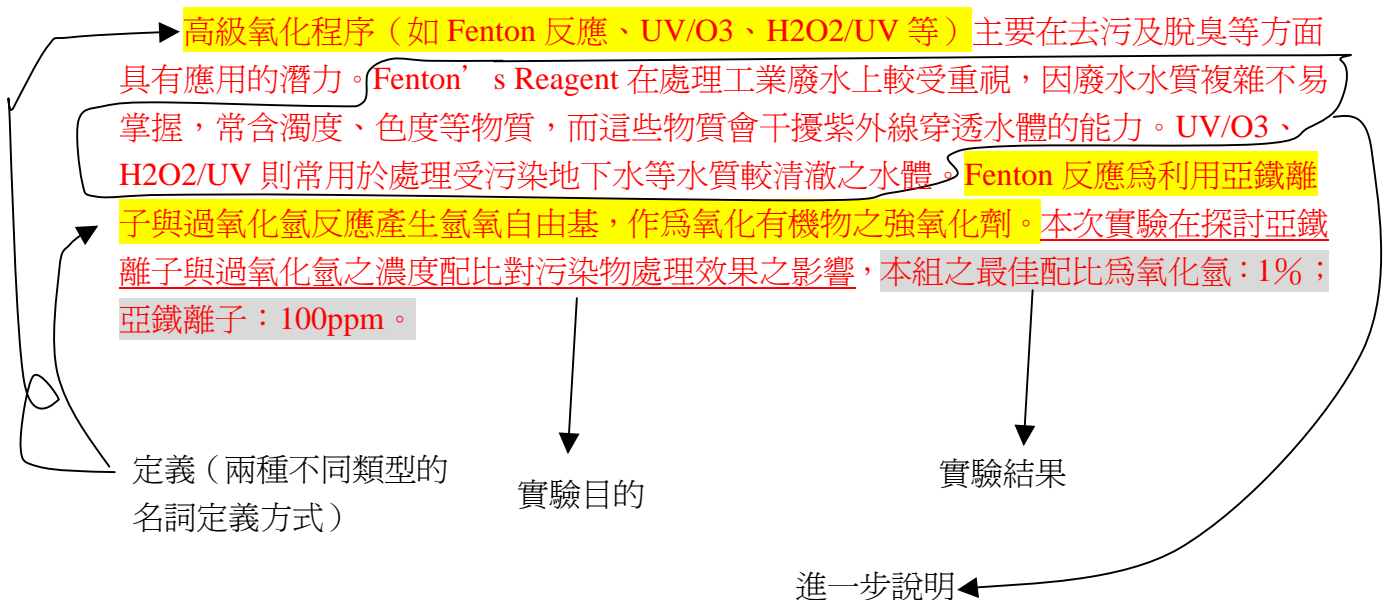 高級氧化程序（如 Fenton 反應、UV/O3、H2O2/UV 等）主要在去污及脫臭等方面
具有應用的潛力。Fenton’s Reagent 在處理工業廢水上較受重視，因廢水水質複雜不易
掌握，常含濁度、色度等物質，而這些物質會干擾紫外線穿透水體的能力。UV/O3、
H2O2/UV 則常用於處理受污染地下水等水質較清澈之水體。Fenton 反應爲利用亞鐵離
子與過氧化氫反應產生氫氧自由基，作爲氧化有機物之強氧化劑。本次實驗在探討亞鐵
離子與過氧化氫之濃度配比對污染物處理效果之影響，本組之最佳配比爲氧化氫：1%；
亞鐵離子：100ppm。
定義（兩種不同類型的
名詞定義方式）
實驗目的
實驗結果
進一步說明